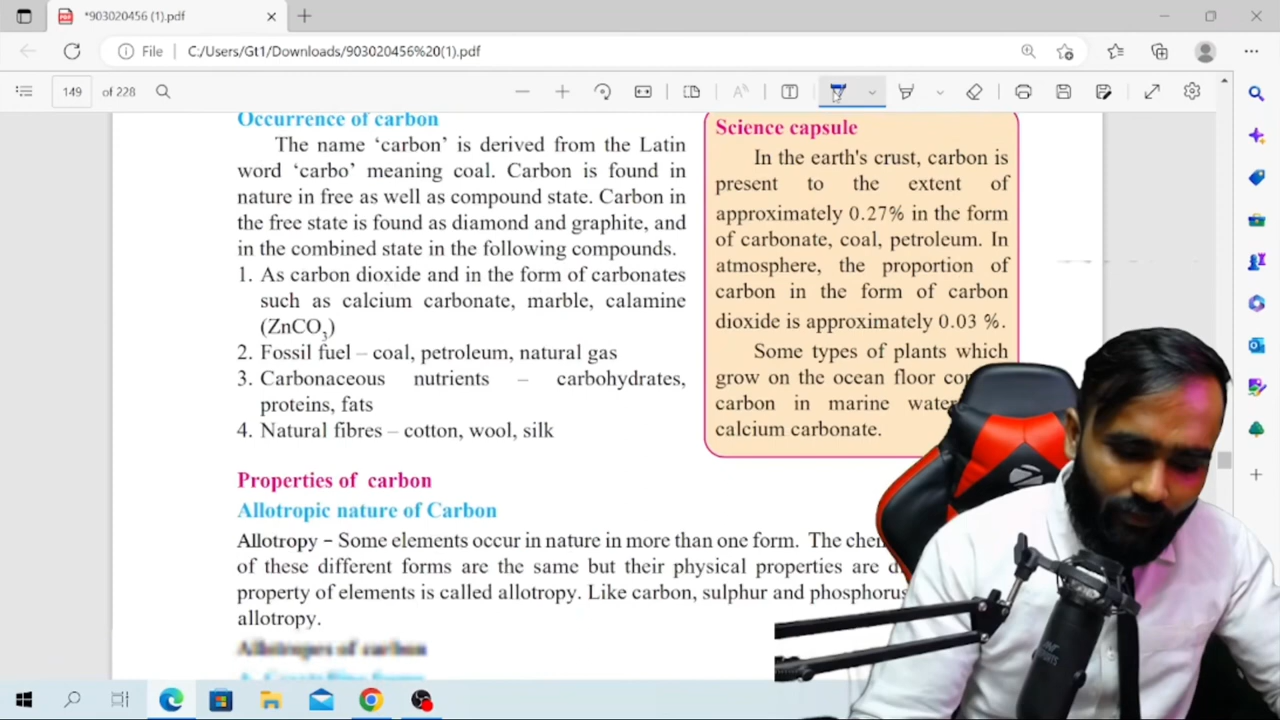 *903020456 (1).pdf
File
C:/Users/Gt1/Downloads/903020456%20(1).pdf
149 of 228
Occurrence of carbon
The name ‘carbon’ is derived from the Latin
word ‘carbo’ meaning coal. Carbon is found in
nature in free as well as compound state. Carbon in
the free state is found as diamond and graphite, and
in the combined state in the following compounds.
1. As carbon dioxide and in the form of carbonates
such as calcium carbonate, marble, calamine
(ZnCO3)
2. Fossil fuel – coal, petroleum, natural gas
3. Carbonaceous nutrients – carbohydrates,
proteins, fats
4. Natural fibres – cotton, wool, silk
Science capsule
In the earth's crust, carbon is
present to the extent of
approximately 0.27% in the form
of carbonate, coal, petroleum. In
atmosphere, the proportion of
carbon in the form of carbon
dioxide is approximately 0.03 %.
Some types of plants which
grow on the ocean floor
carbon in marine
calcium carbonate.
Properties of carbon
Allotropic nature of Carbon
Allotropy – Some elements occur in nature in more than one form. The
of these different forms are the same but their physical properties are
property of elements is called allotropy. Like carbon, sulphur and phosphorus
allotropy.
Allotropes of carbon